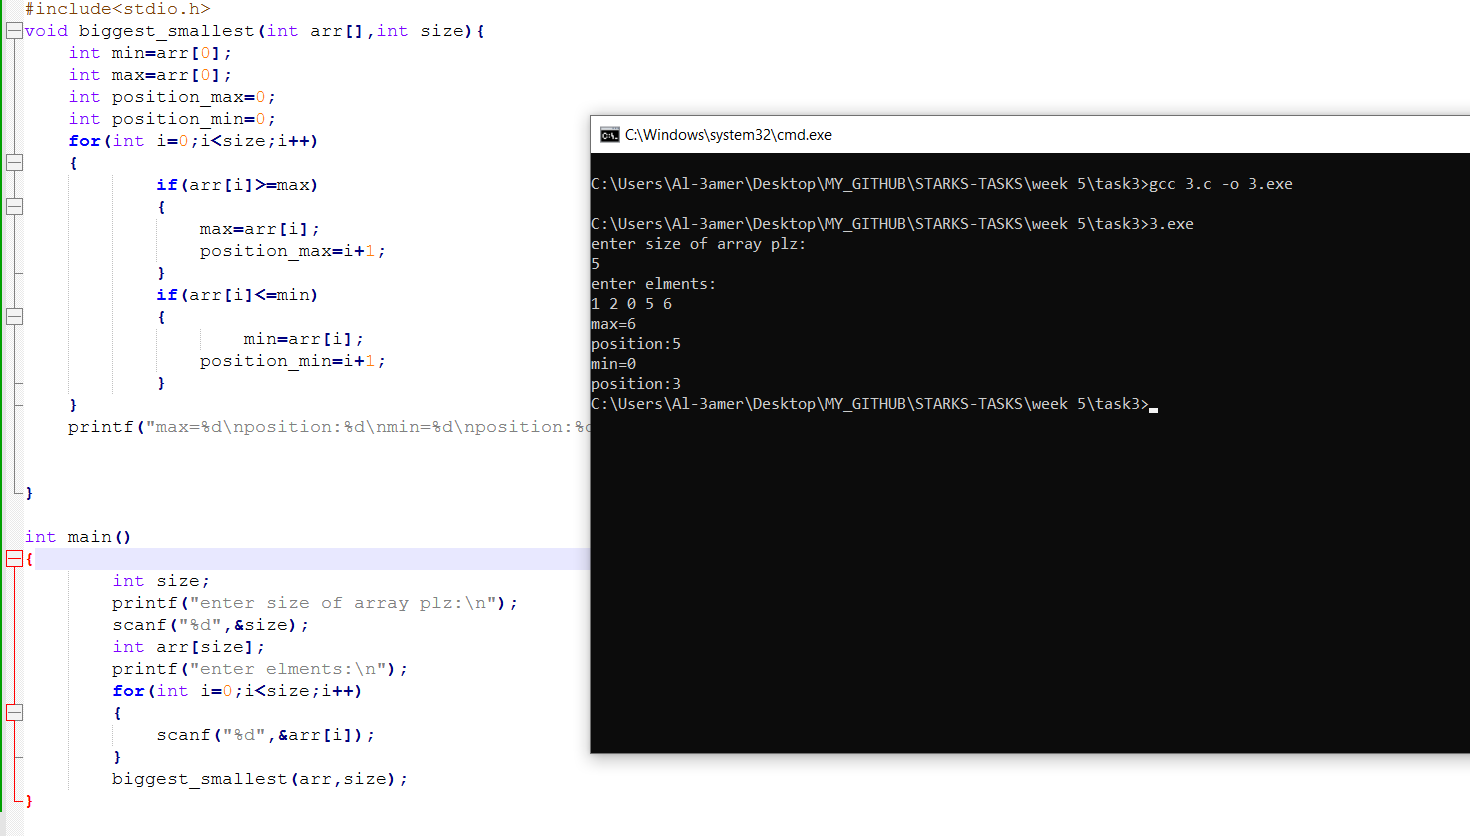 #include<stdio.h>
void biggest_smallest(int arr[],int size){
int min=arr[0];
int max=arr[0];
int position_max=0;
int position_min=0;
for(int i=0;i<size;i++)
{
if(arr[i]>=max)
{
max=arr[i];
position_max=i+1;
}
if(arr[i]<=min)
{
min=arr[i];
position_min=i+1;
}
}
printf("max=%d\nposition:%d\nmin=%d\nposition:%
}
int main()
{
int size;
printf("enter size of array plz:\n");
scanf("%d",&size);
int arr[size];
printf("enter elments:\n");
for(int i=0;i<size;i++)
{
scanf("%d",&arr[i]);
}
biggest_smallest(arr,size);
}
C:\Windows\system32\cmd.exe
C:\Users\Al-3amer\Desktop\MY_GITHUB\STARKS-TASKS\week 5\task3>gcc 3.c -o 3.exe
C:\Users\Al-3amer\Desktop\MY_GITHUB\STARKS-TASKS\week 5\task3>3.exe
enter size of array plz:
5
enter elments:
1 2 0 5 6
max=6
position:5
min=0
position:3
C:\Users\Al-3amer\Desktop\MY_GITHUB\STARKS-TASKS\week 5\task3>